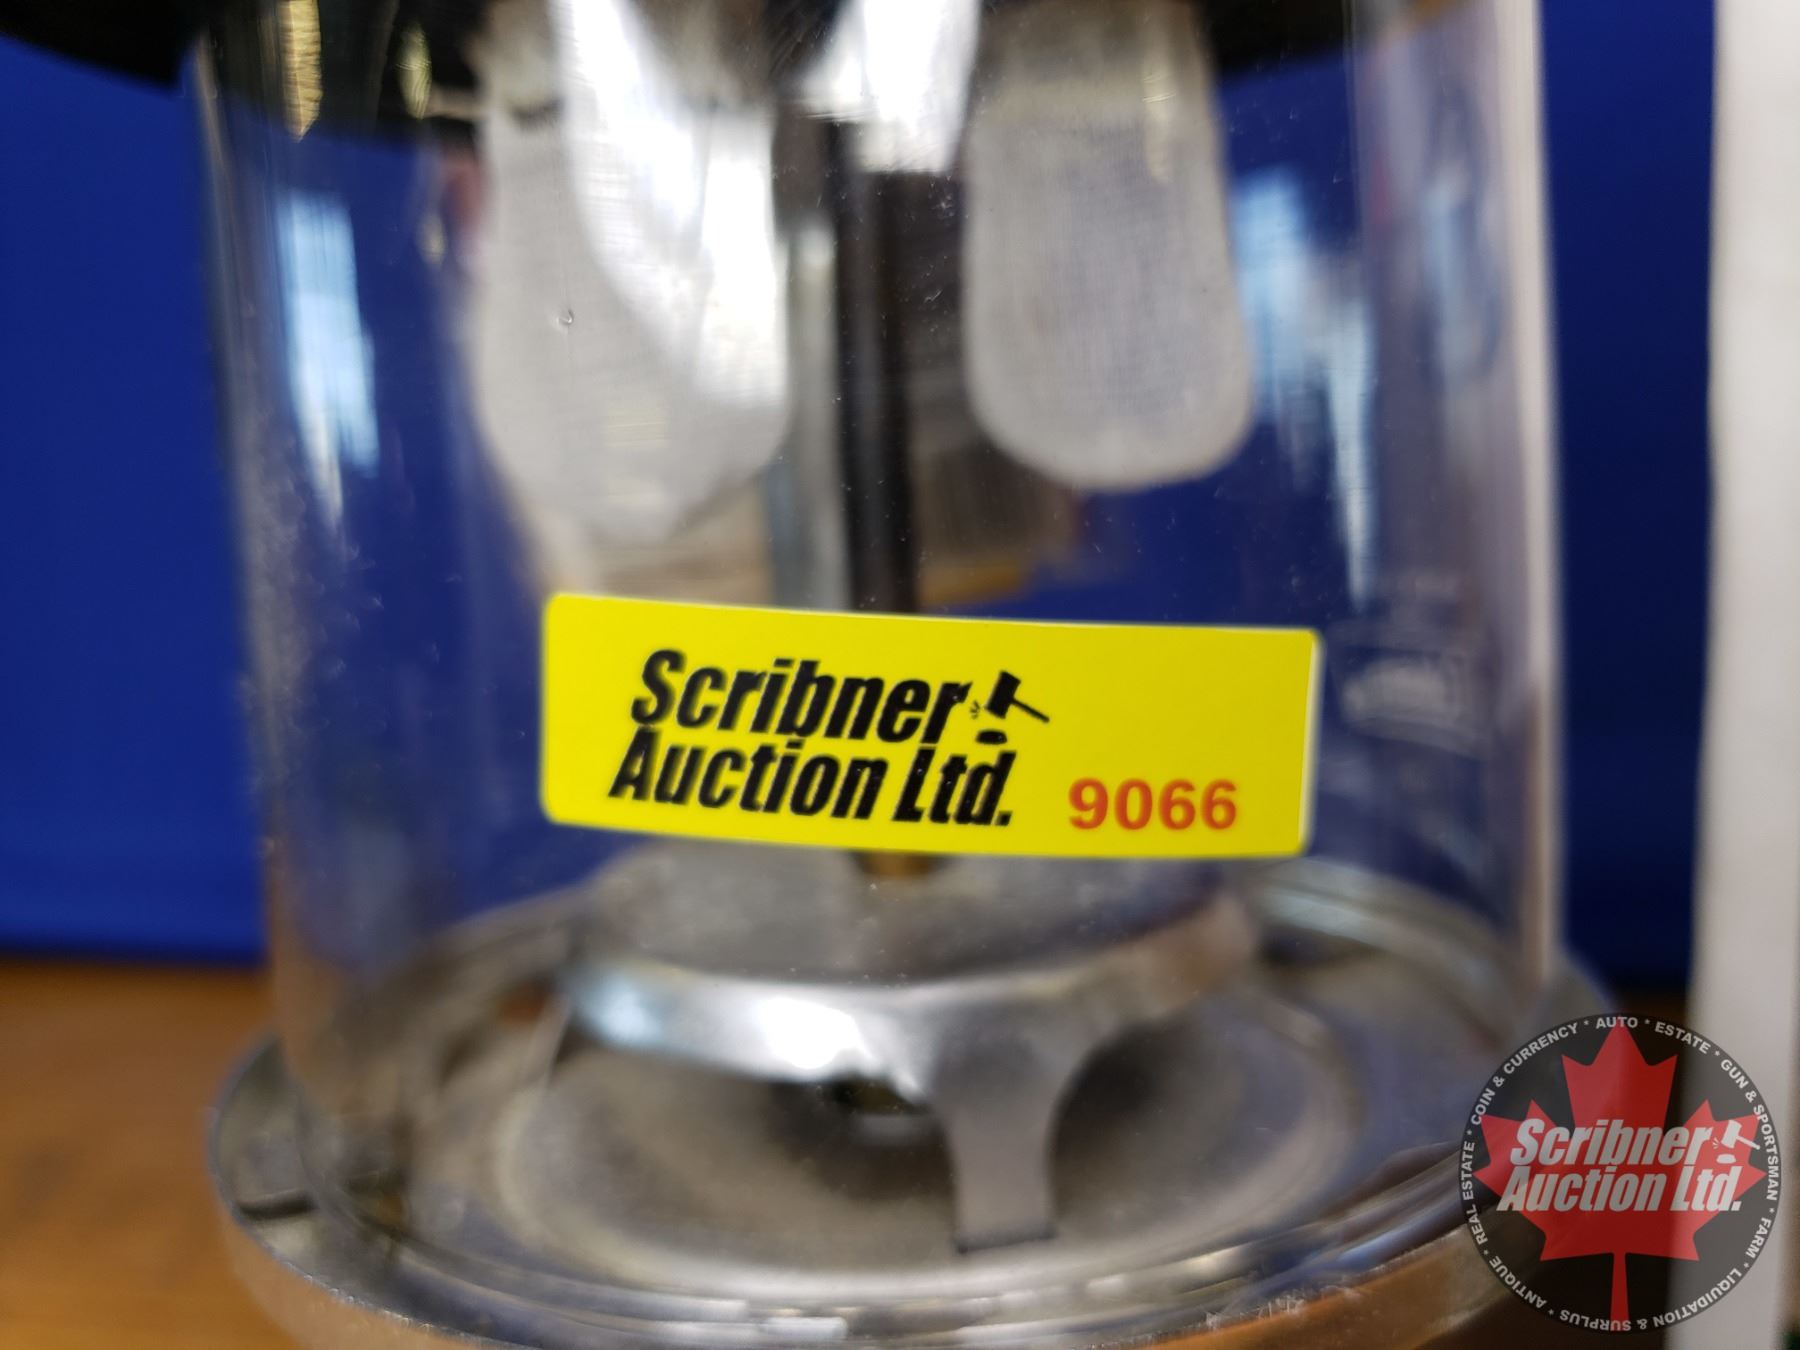 Scribner
Auction Ltd.
9066
COIN & CURRENCY * AUTO * ESTATE * GUN & SPORTSMAN * FARM * LIQUIDATION & SURPLUS * ANTIQUE * REAL ESTATE *
Scribner
Auction Ltd.